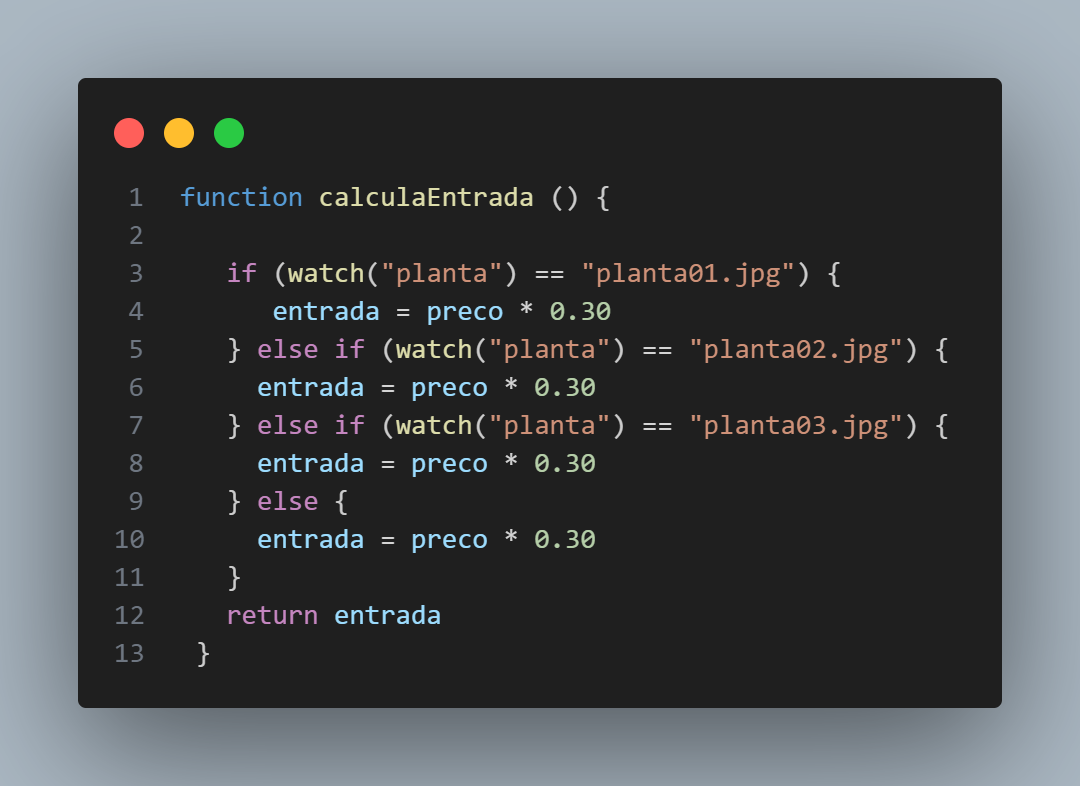 1 function calculaEntrada () {
2
3 if (watch("planta") == "planta01.jpg") {
4 entrada = preco * 0.30
5 } else if (watch("planta") == "planta02.jpg") {
6 entrada = preco * 0.30
7 } else if (watch("planta") == "planta03.jpg") {
8 entrada = preco * 0.30
9 } else {
10 entrada = preco * 0.30
11 }
12 return entrada
13 }